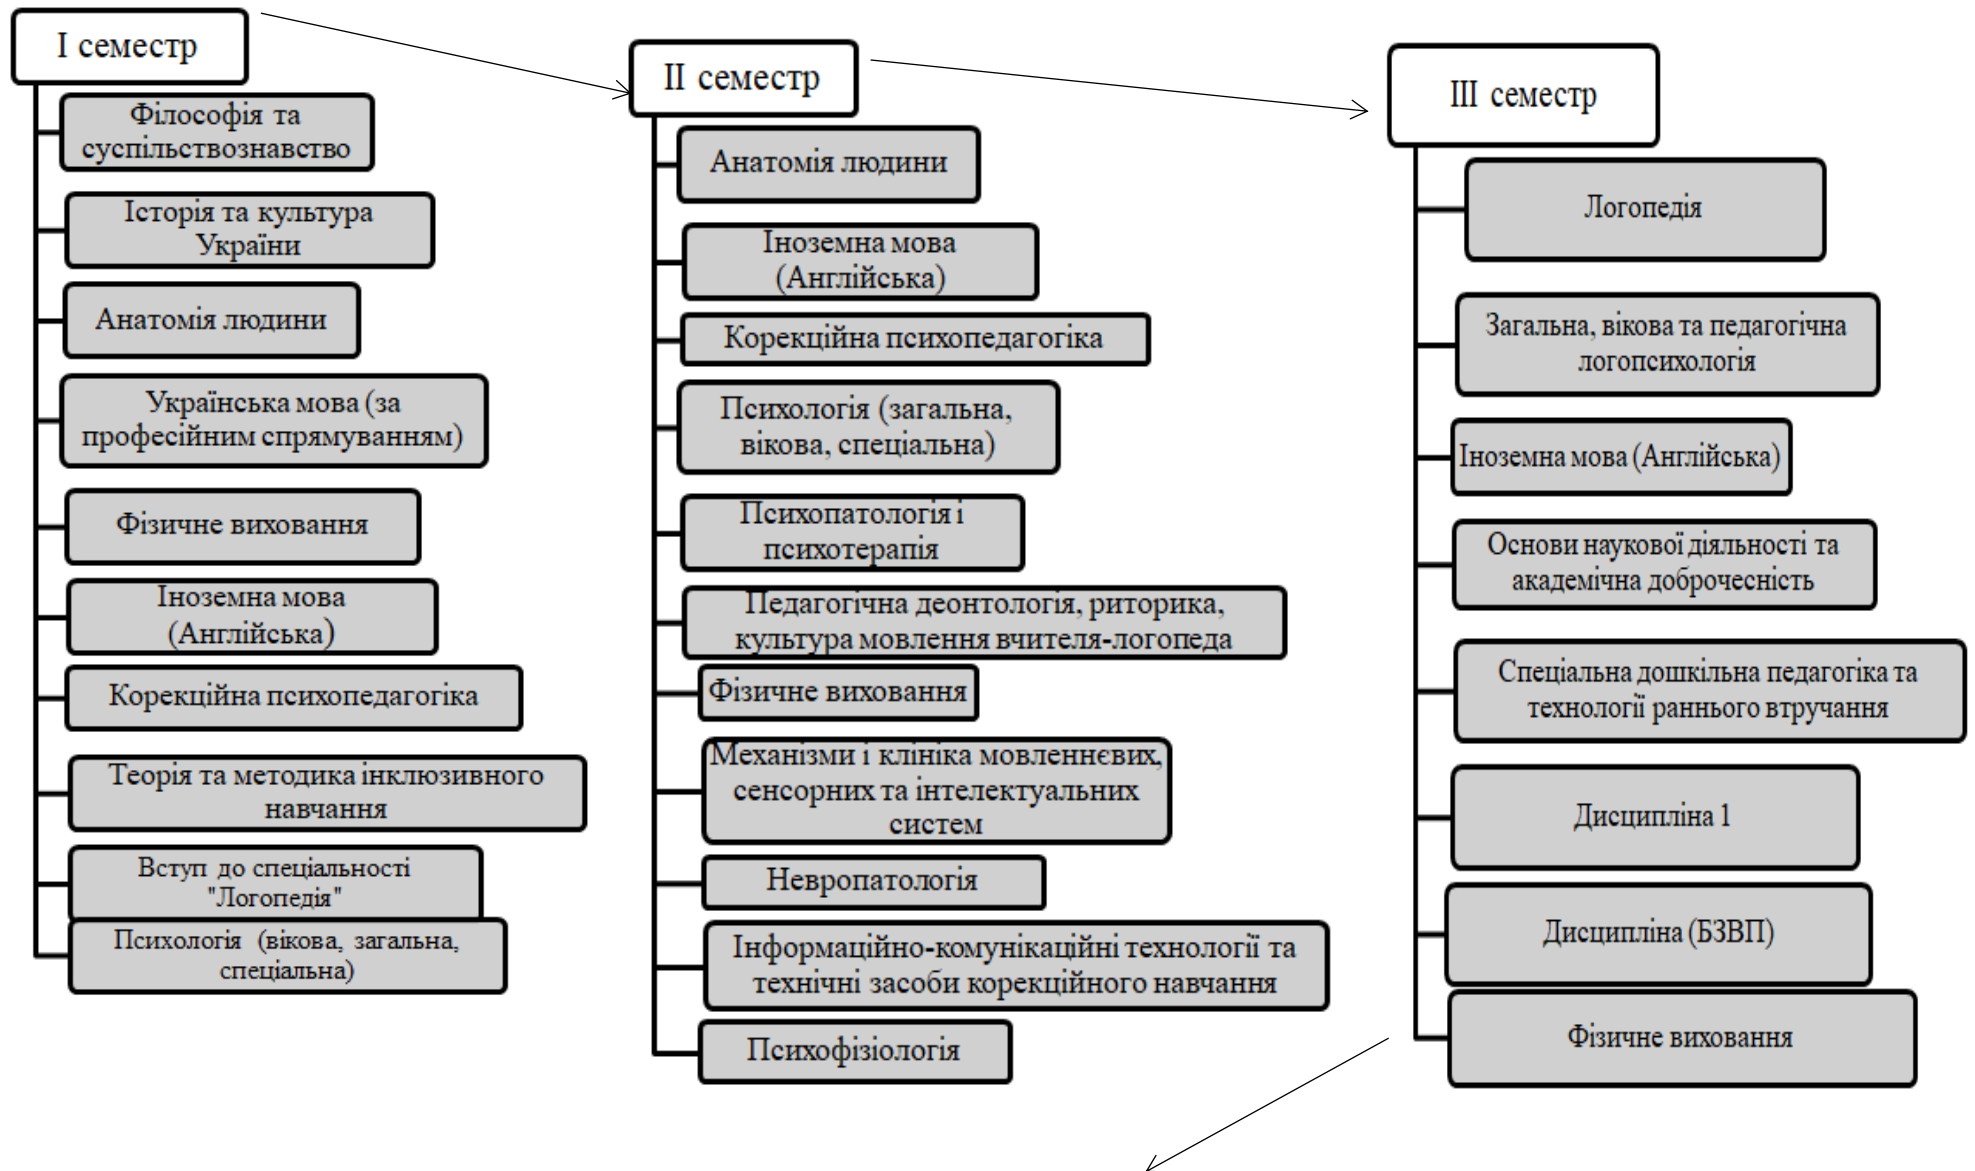 І семестр
Філософія та
суспільствознавство
Історія та культура
України
Анатомія людини
Українська мова (за
професійним спрямуванням)
Фізичне виховання
Іноземна мова
(Англійська)
Корекційна психопедагогіка
Теорія та методика інклюзивного
навчання
Вступ до спеціальності
"Логопедія"
Психологія (вікова, загальна,
спеціальна)
ІІ семестр
Анатомія людини
Іноземна мова
(Англійська)
Корекційна психопедагогіка
Психологія (загальна,
вікова, спеціальна)
Психопатологія і
психотерапія
Педагогічна деонтологія, риторика,
культура мовлення вчителя-логопеда
Фізичне виховання
Механізми і клініка мовленнєвих,
сенсорних та інтелектуальних
систем
Невропатологія
Інформаційно-комунікаційні технології та
технічні засоби корекційного навчання
Психофізіологія
ІІІ семестр
Логопедія
Загальна, вікова та педагогічна
логопсихологія
Іноземна мова (Англійська)
Основи наукової діяльності та
академічна доброчесність
Спеціальна дошкільна педагогіка та
технології раннього втручання
Дисципліна 1
Дисципліна (БЗВП)
Фізичне виховання